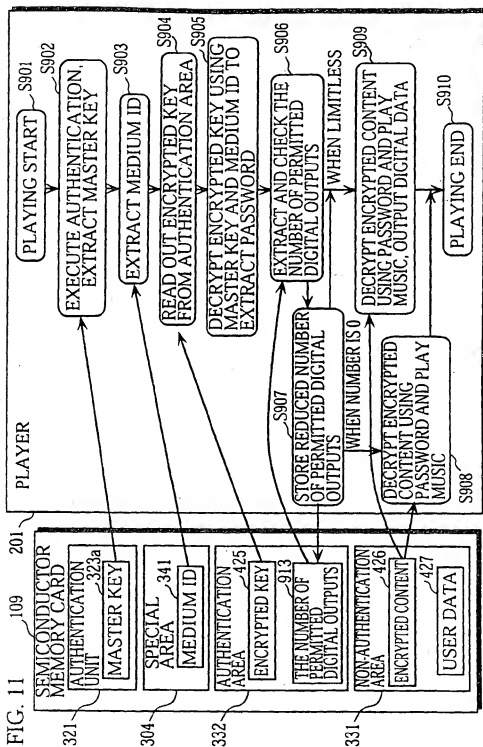 FIG. 11
109
SEMICONDUCTOR
MEMORY CARD
321
AUTHENTICATION
UNIT
323a
MASTER KEY
304
SPECIAL
AREA
341
MEDIUM ID
332
AUTHENTICATION
AREA
425
ENCRYPTED KEY
913
THE NUMBER OF
PERMITTED
DIGITAL OUTPUTS
331
NON-AUTHENTICATION
AREA
426
ENCRYPTED CONTENT
427
USER DATA
201
PLAYER
PLAYING START
S901
EXECUTE AUTHENTICATION,
EXTRACT MASTER KEY
S902
EXTRACT MEDIUM ID
S903
READ OUT ENCRYPTED KEY
FROM AUTHENTICATION AREA
S904
DECRYPT ENCRYPTED KEY USING
MASTER KEY AND MEDIUM ID TO
EXTRACT PASSWORD
S905
EXTRACT AND CHECK THE
NUMBER OF PERMITTED
DIGITAL OUTPUTS
S906
S907
STORE REDUCED NUMBER
OF PERMITTED DIGITAL
OUTPUTS
WHEN LIMITLESS
WHEN NUMBER IS 0
DECRYPT ENCRYPTED
CONTENT USING
PASSWORD AND PLAY
MUSIC
S908
DECRYPT ENCRYPTED CONTENT
USING PASSWORD AND PLAY
MUSIC, OUTPUT DIGITAL DATA
S909
PLAYING END
S910